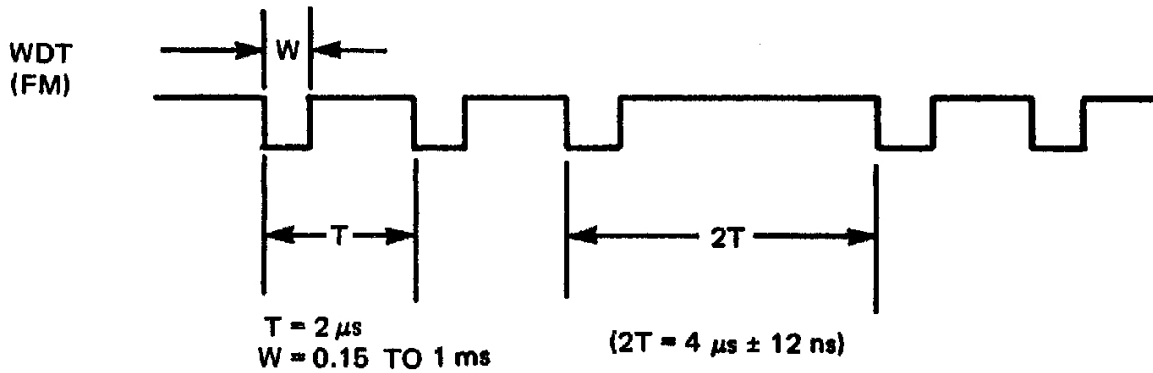 WDT
(FM)
W
T
2T
T = 2 µs
W = 0.15 TO 1 ms
(2T = 4 µs ± 12 ns)